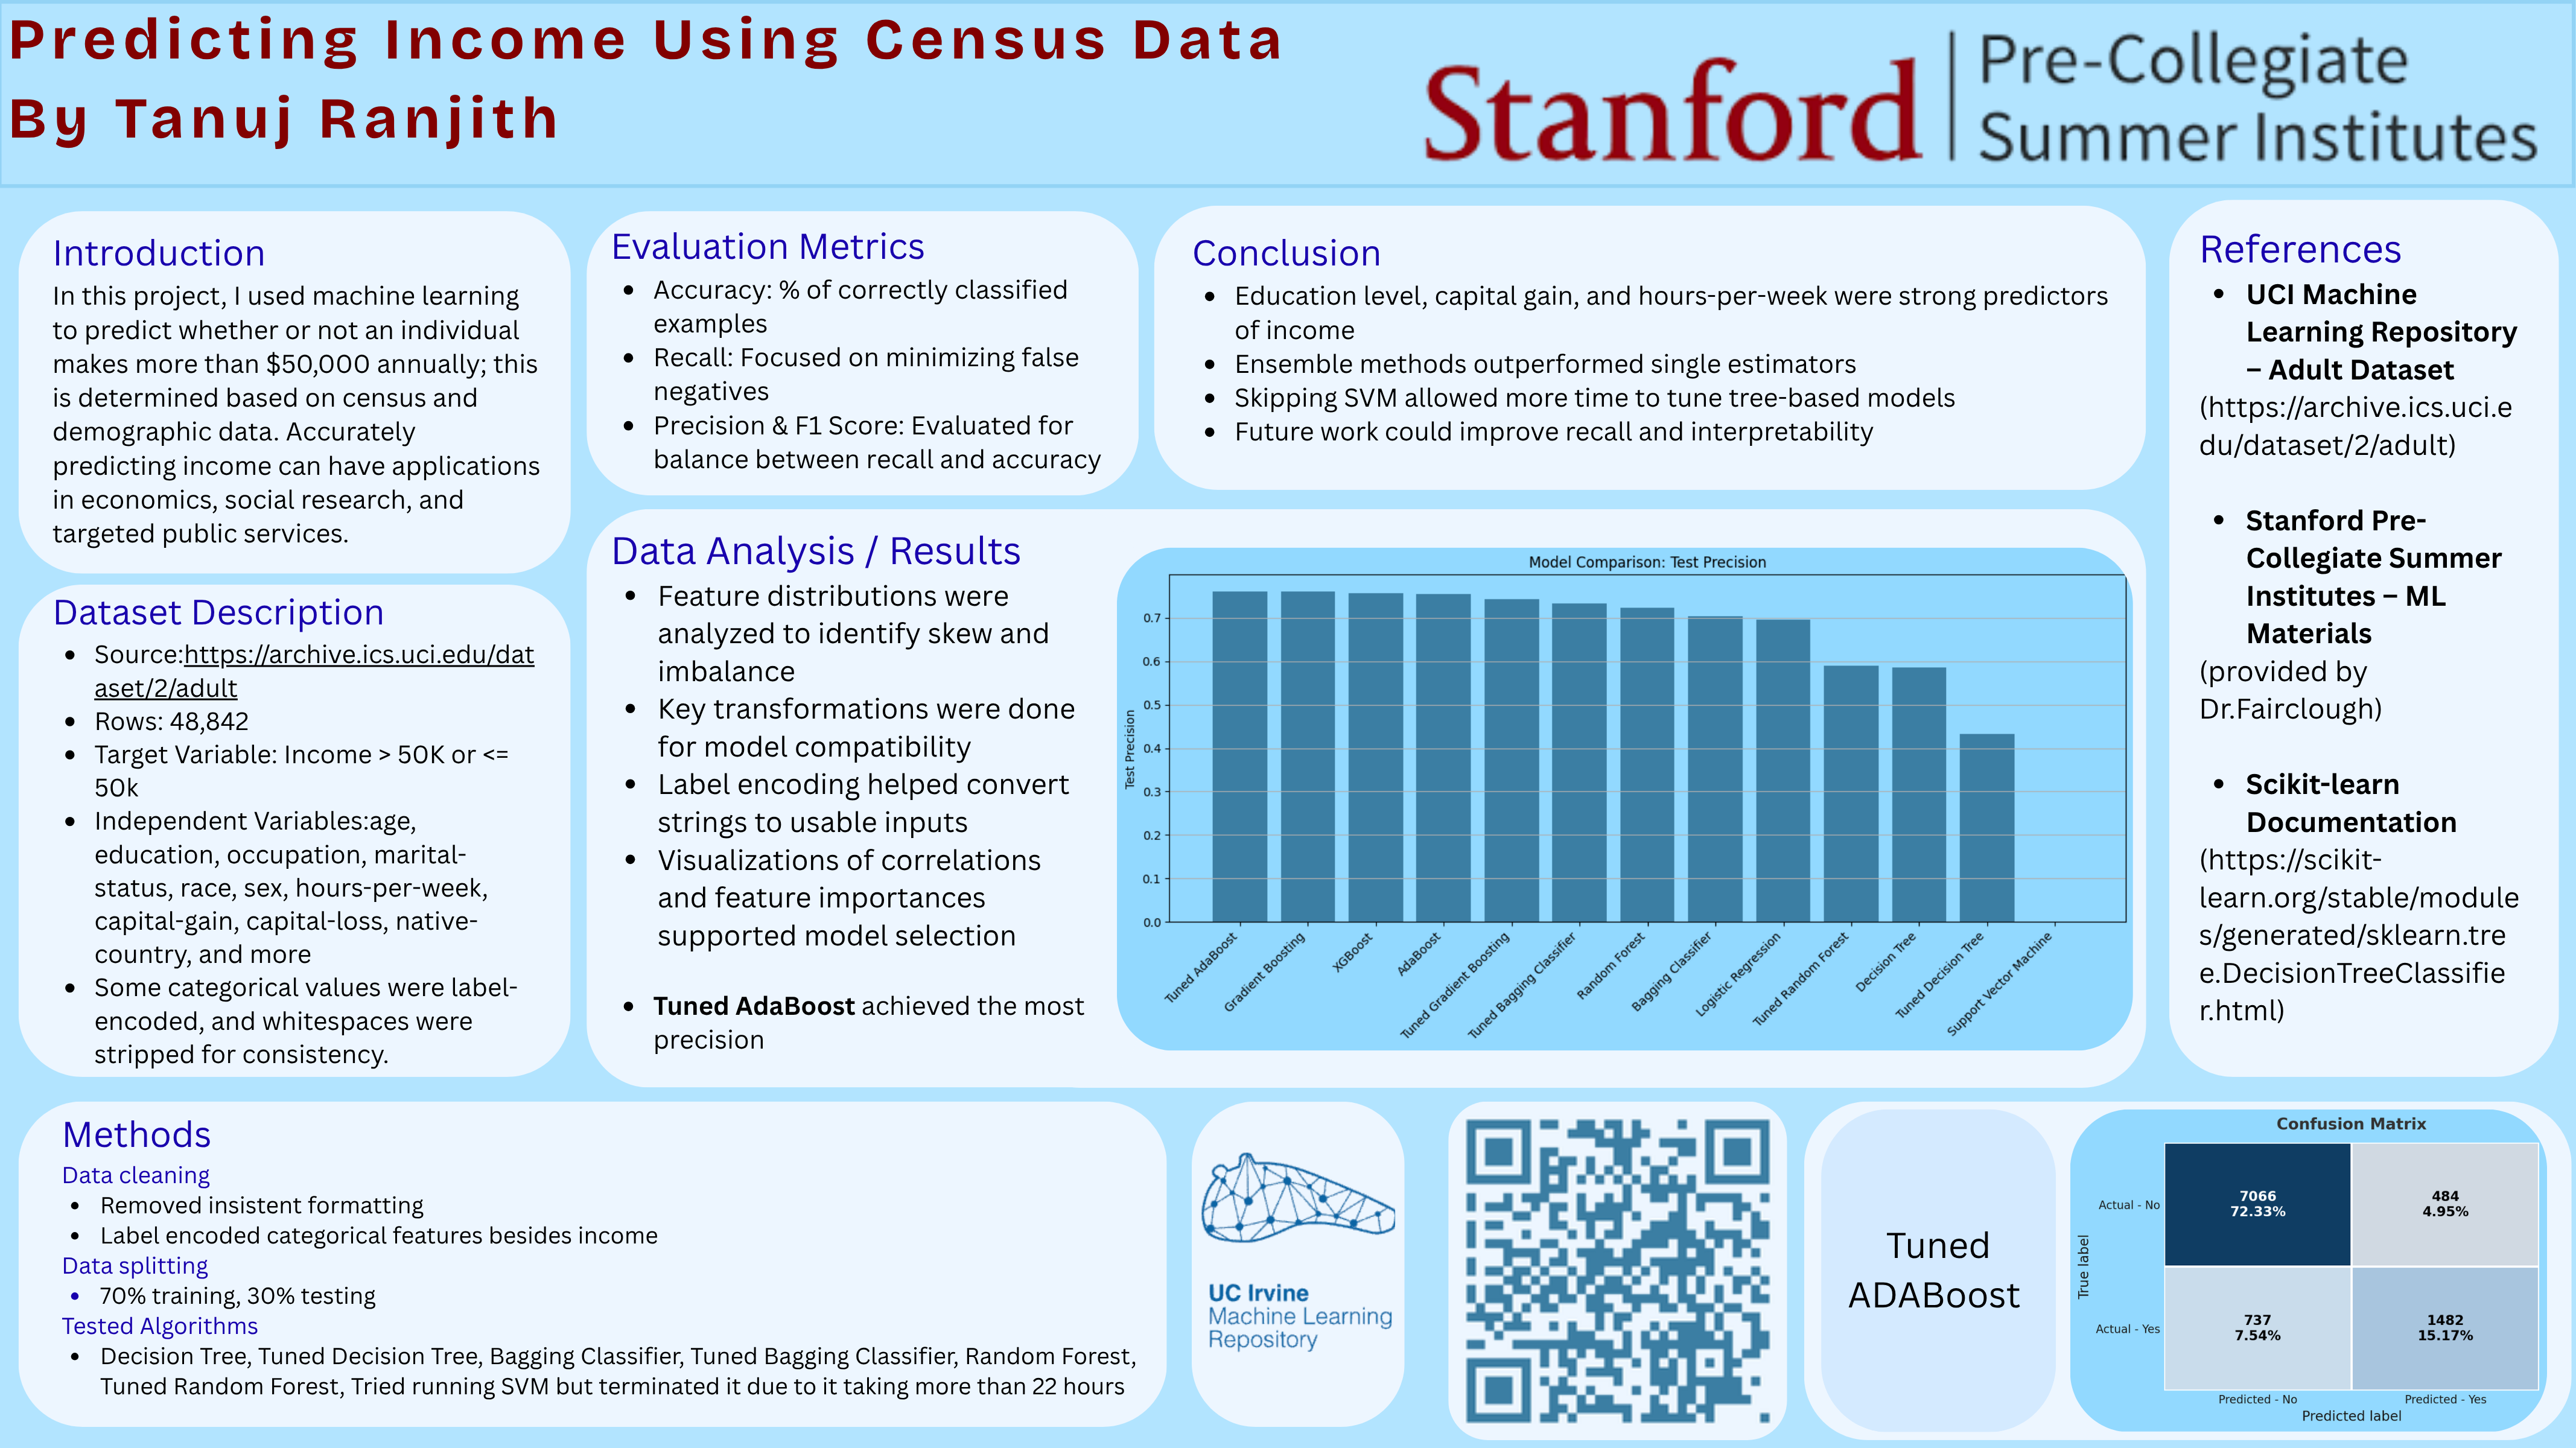 Predicting Income Using Census Data
By Tanuj Ranjith
Stanford
Pre-Collegiate
Summer Institutes
Introduction
In this project, I used machine learning
to predict whether or not an individual
makes more than $50,000 annually; this
is determined based on census and
demographic data. Accurately
predicting income can have applications
in economics, social research, and
targeted public services.
Dataset Description
• Source:https://archive.ics.uci.edu/dat
aset/2/adult
• Rows: 48,842
• Target Variable: Income > 50K or <=
50k
• Independent Variables:age,
education, occupation, marital-
status, race, sex, hours-per-week,
capital-gain, capital-loss, native-
country, and more
• Some categorical values were label-
encoded, and whitespaces were
stripped for consistency.
Evaluation Metrics
• Accuracy: % of correctly classified
examples
• Recall: Focused on minimizing false
negatives
• Precision & F1 Score: Evaluated for
balance between recall and accuracy
Conclusion
• Education level, capital gain, and hours-per-week were strong predictors
of income
• Ensemble methods outperformed single estimators
• Skipping SVM allowed more time to tune tree-based models
• Future work could improve recall and interpretability
Data Analysis / Results
• Feature distributions were
analyzed to identify skew and
imbalance
• Key transformations were done
for model compatibility
• Label encoding helped convert
strings to usable inputs
• Visualizations of correlations
and feature importances
supported model selection
• Tuned AdaBoost achieved the most
precision
Model Comparison: Test Precision
Test Precision
0.7
0.6
0.5
0.4
0.3
0.2
0.1
0.0
Tuned AdaBoost
Gradient Boosting
XGBoost
AdaBoost
Tuned Gradient Boosting
Tuned Bagging Classifier
Random Forest
Bagging Classifier
Logistic Regression
Tuned Random Forest
Decision Tree
Tuned Decision Tree
Support Vector Machine
References
• UCI Machine
Learning Repository
– Adult Dataset
(https://archive.ics.uci.e
du/dataset/2/adult)
• Stanford Pre-
Collegiate Summer
Institutes – ML
Materials
(provided by
Dr.Fairclough)
• Scikit-learn
Documentation
(https://scikit-
learn.org/stable/module
s/generated/sklearn.tre
e.DecisionTreeClassifie
r.html)
Methods
Data cleaning
• Removed insistent formatting
• Label encoded categorical features besides income
Data splitting
• 70% training, 30% testing
Tested Algorithms
• Decision Tree, Tuned Decision Tree, Bagging Classifier, Tuned Bagging Classifier, Random Forest,
Tuned Random Forest, Tried running SVM but terminated it due to it taking more than 22 hours
UC Irvine
Machine Learning
Repository
Tuned
ADABoost
Confusion Matrix
True label
Actual - No
7066
72.33%
484
4.95%
Actual - Yes
737
7.54%
1482
15.17%
Predicted - No
Predicted - Yes
Predicted label